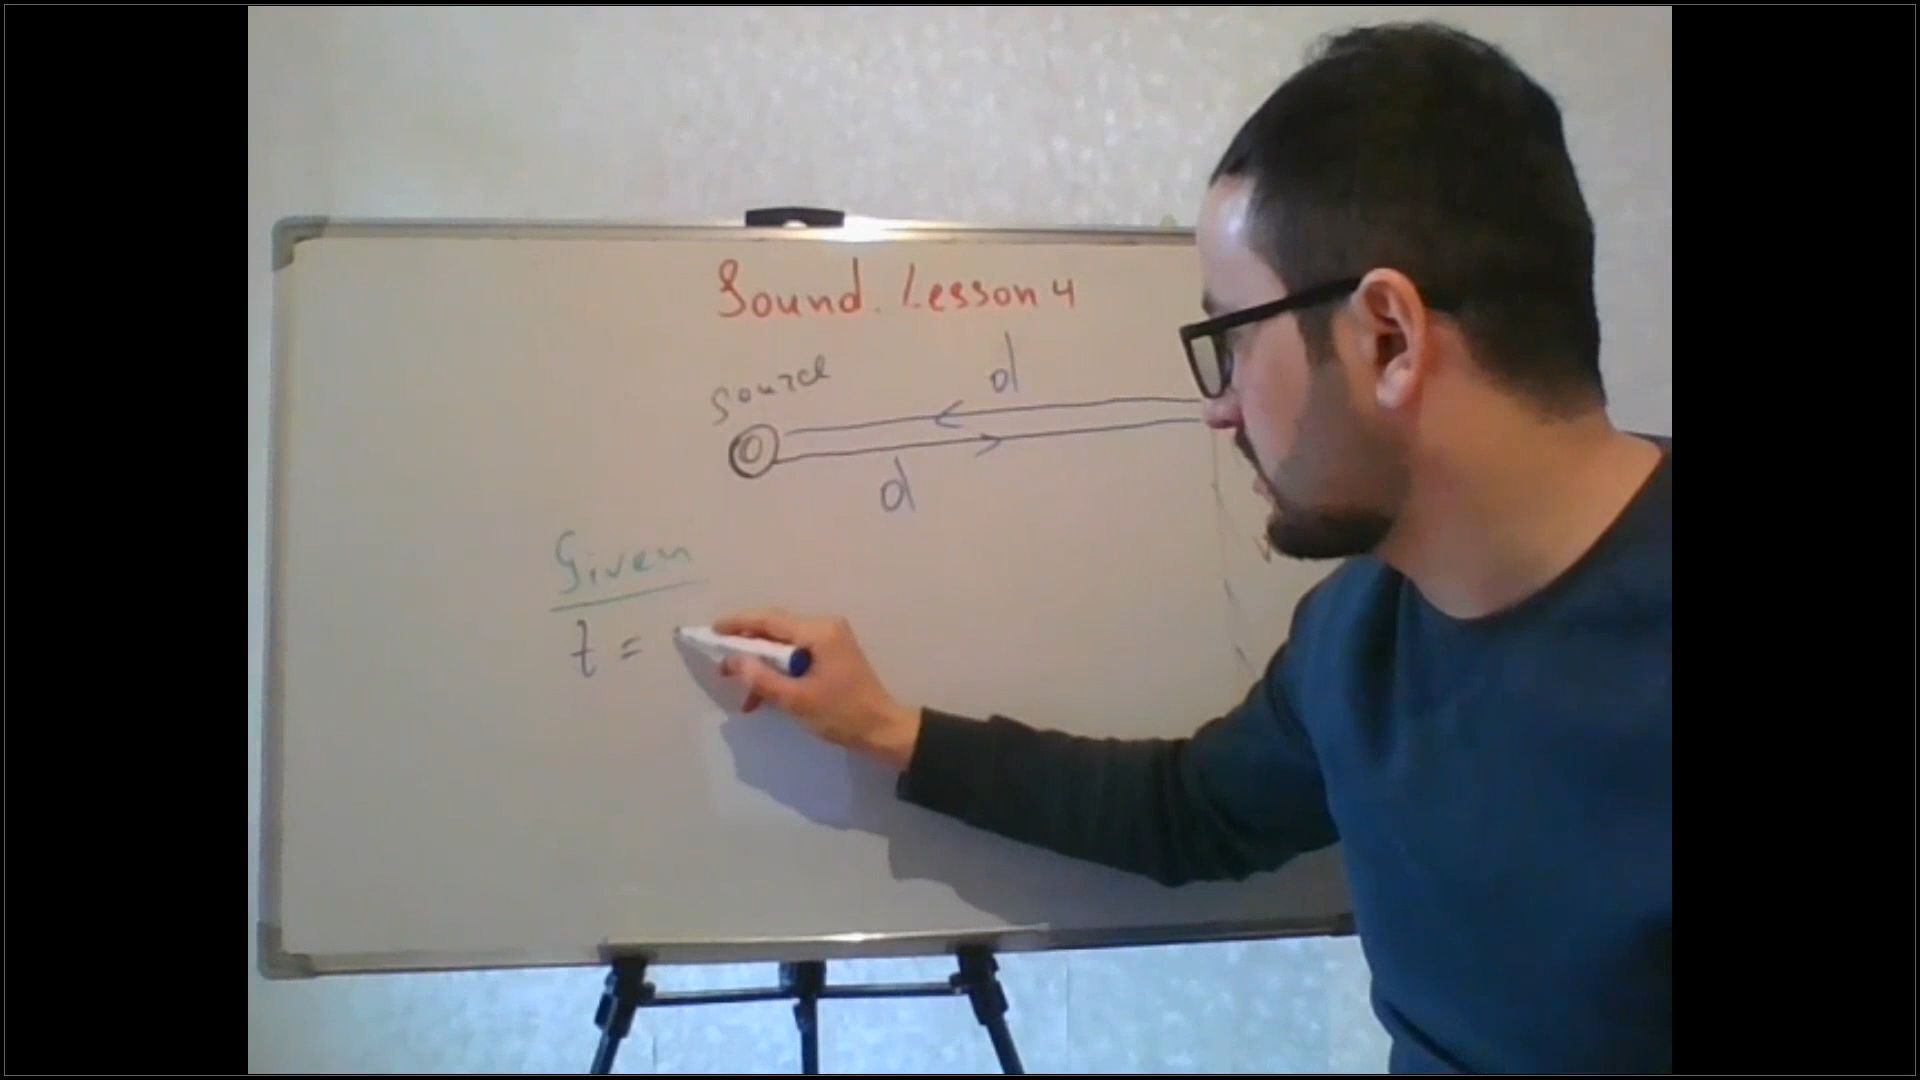 Sound. Lesson 4
source
d
d
Given
t =